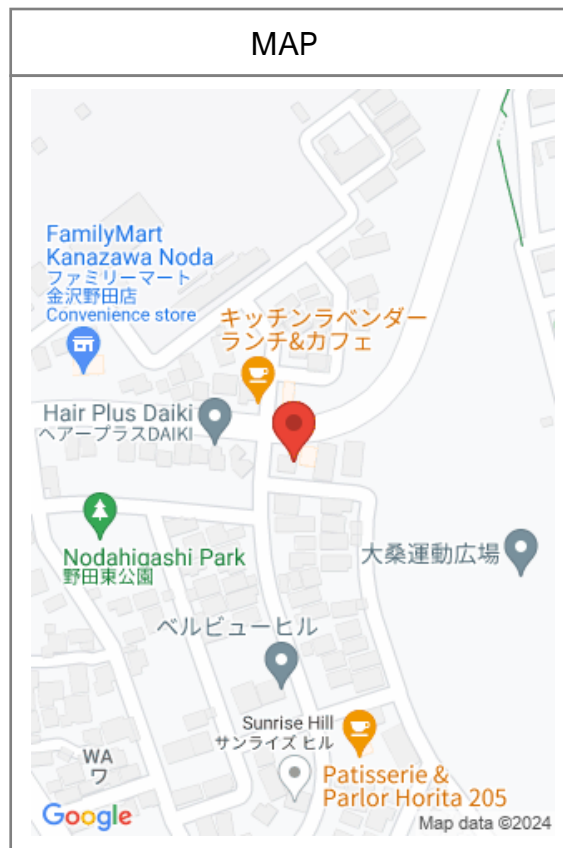 MAP
FamilyMart
Kanazawa Noda
ファミリーマート
金沢野田店
Convenience store
キッチンラベンダー
ランチ&カフェ
Hair Plus Daiki
ヘアープラスDAIKI
Nodahigashi Park
野田東公園
大桑運動広場
ベルビューヒル
Sunrise Hill
サンライズ ヒル
WA
ワ
Patisserie &
Parlor Horita 205
Google
Map data ©2024